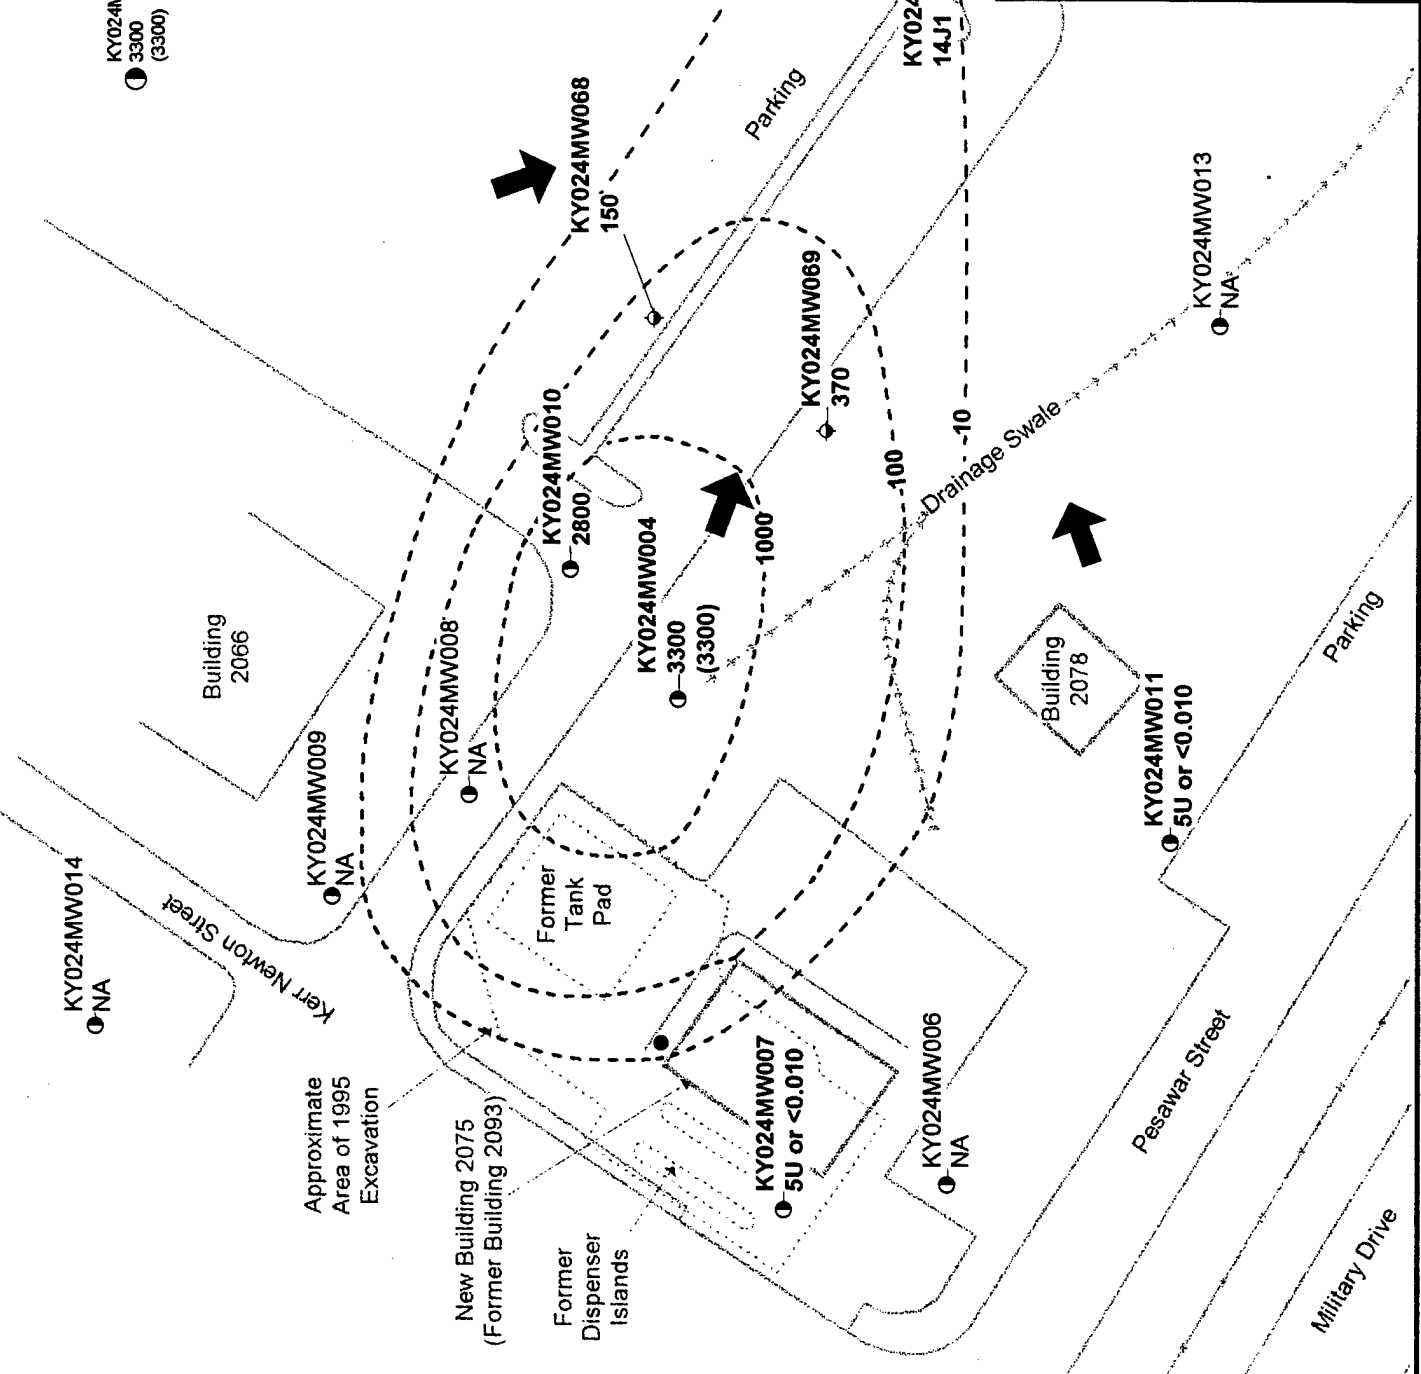 KY024M
3300
(3300)
KY024MW068
150
Parking
KY024
14J1
KY024MW013
NA
KY024MW069
370
KY024MW010
2800
KY024MW004
3300
(3300)
1000
100
10
Drainage Swale
Building
2066
KY024MW008
NA
KY024MW009
NA
KY024MW014
NA
Kerr Newton Street
Former
Tank
Pad
Building
2078
KY024MW011
5U or <0.010
Parking
Approximate
Area of 1995
Excavation
New Building 2075
(Former Building 2093)
Former
Dispenser
Islands
KY024MW007
5U or <0.010
KY024MW006
NA
Pesawar Street
Military Drive